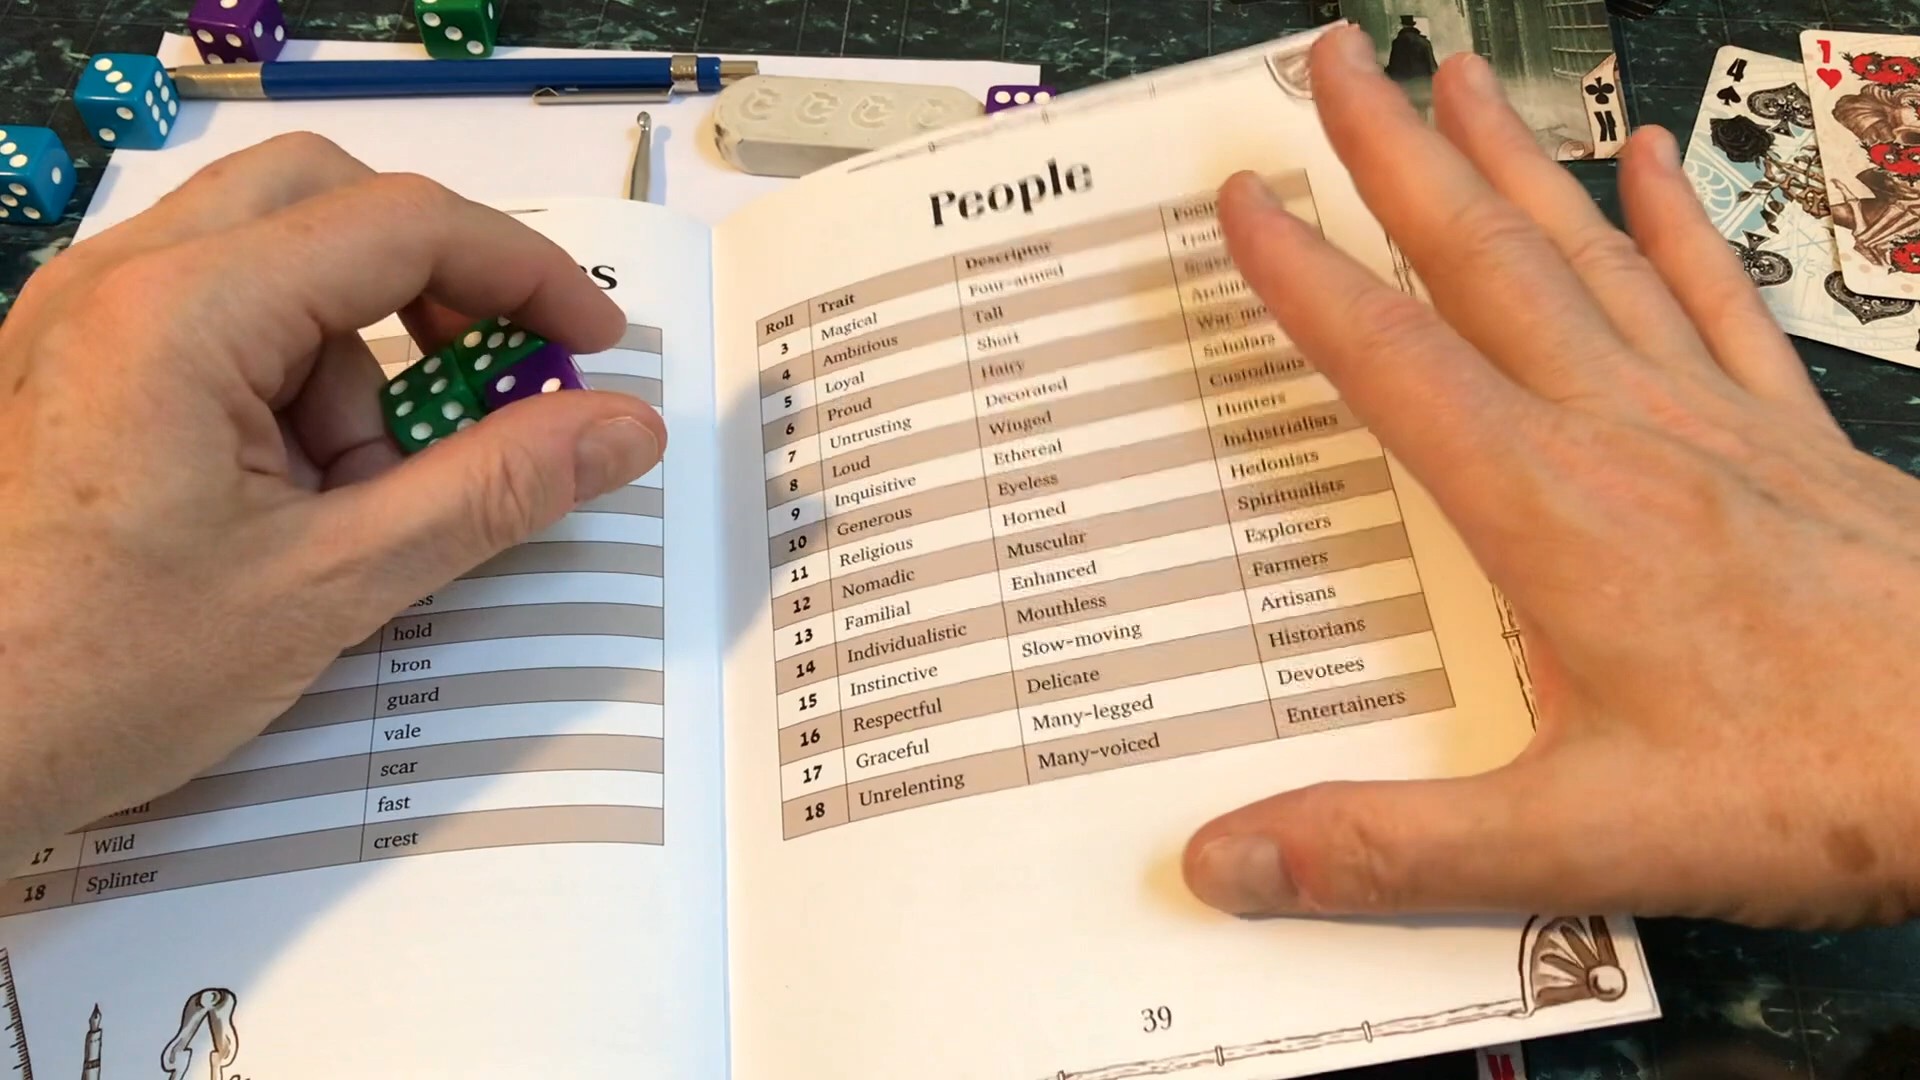 hold
bron
guard
vale
scar
17 Wild fast
18 Splinter crest
People
Roll Trait Descriptor
3 Magical Four-armed
4 Ambitious Tall
5 Loyal Short
6 Proud Hairy
7 Untrusting Decorated Scholars
8 Loud Winged Custodians
9 Inquisitive Ethereal Hunters
10 Generous Eyeless Industrialists
11 Religious Horned Hedonists
12 Nomadic Muscular Spiritualists
13 Familial Enhanced Explorers
14 Individualistic Mouthless Farmers
15 Instinctive Slow-moving Artisans
16 Respectful Delicate Historians
17 Graceful Many-legged Devotees
18 Unrelenting Many-voiced Entertainers
39
4
1